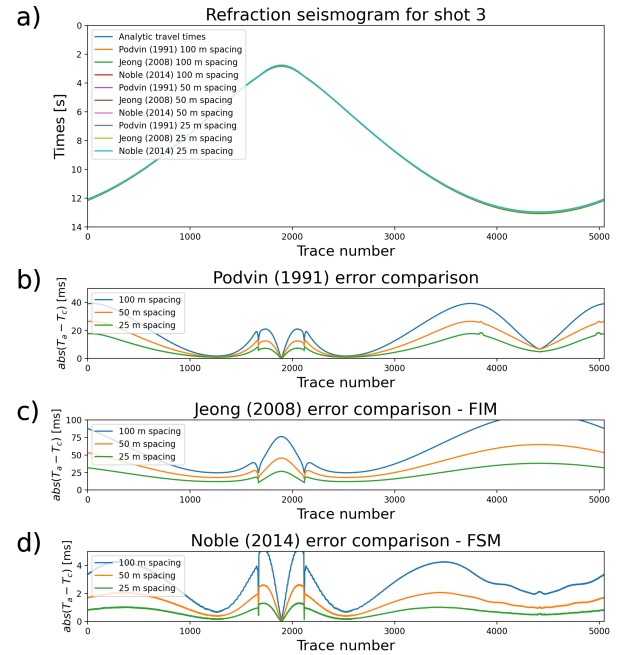 a)
Refraction seismogram for shot 3
0
2
4
6
8
10
12
14
Times [s]
Analytic travel times
Podvin (1991) 100 m spacing
Jeong (2008) 100 m spacing
Noble (2014) 100 m spacing
Podvin (1991) 50 m spacing
Jeong (2008) 50 m spacing
Noble (2014) 50 m spacing
Podvin (1991) 25 m spacing
Jeong (2008) 25 m spacing
Noble (2014) 25 m spacing
0 1000 2000 3000 4000 5000
Trace number
b)
Podvin (1991) error comparison
abs(Tₐ − T꜀) [ms]
40
20
0
100 m spacing
50 m spacing
25 m spacing
0 1000 2000 3000 4000 5000
Trace number
c)
Jeong (2008) error comparison - FIM
abs(Tₐ − T꜀) [ms]
100
75
50
25
0
100 m spacing
50 m spacing
25 m spacing
0 1000 2000 3000 4000 5000
Trace number
d)
Noble (2014) error comparison - FSM
abs(Tₐ − T꜀) [ms]
4
2
0
100 m spacing
50 m spacing
25 m spacing
0 1000 2000 3000 4000 5000
Trace number